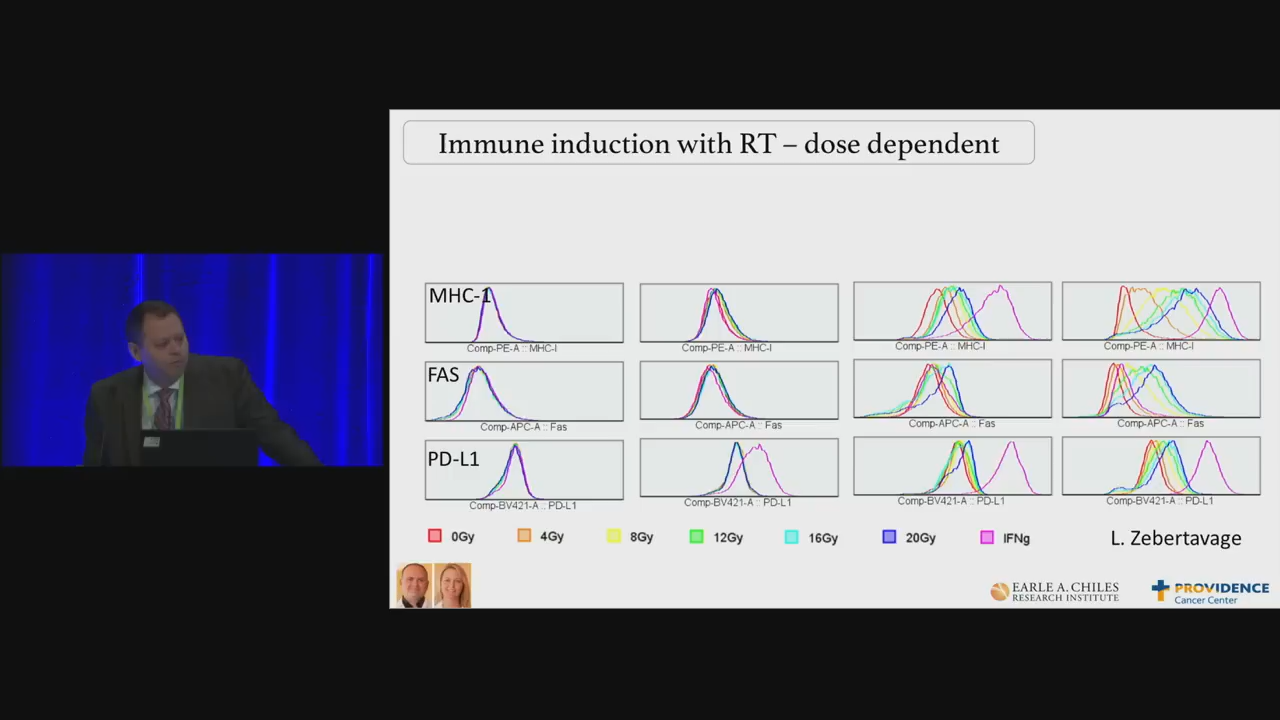 Immune induction with RT – dose dependent
MHC-1
Comp-PE-A :: MHC-I
Comp-PE-A :: MHC-I
Comp-PE-A :: MHC-I
Comp-PE-A :: MHC-I
FAS
Comp-APC-A :: Fas
Comp-APC-A :: Fas
Comp-APC-A :: Fas
Comp-APC-A :: Fas
PD-L1
Comp-BV421-A :: PD-L1
Comp-BV421-A :: PD-L1
Comp-BV421-A :: PD-L1
Comp-BV421-A :: PD-L1
0Gy 4Gy 8Gy 12Gy 16Gy 20Gy IFNg
L. Zebertavage
EARLE A. CHILES
RESEARCH INSTITUTE
PROVIDENCE
Cancer Center